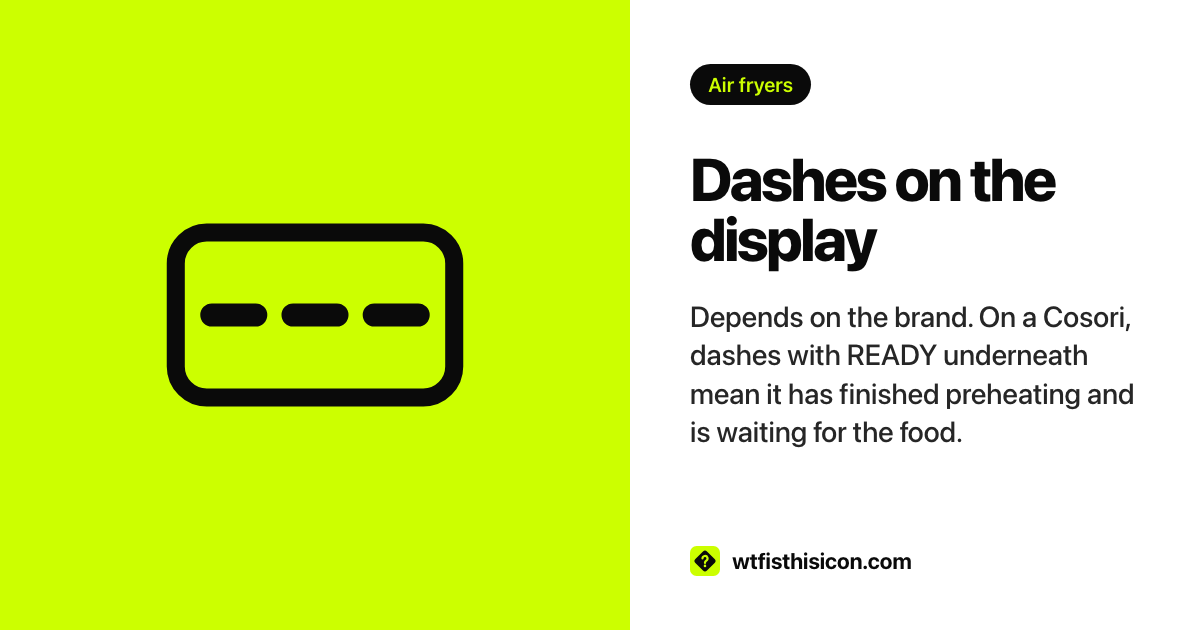 Air fryers
Dashes on the
display
Depends on the brand. On a Cosori,
dashes with READY underneath
mean it has finished preheating and
is waiting for the food.
wtfisthisicon.com